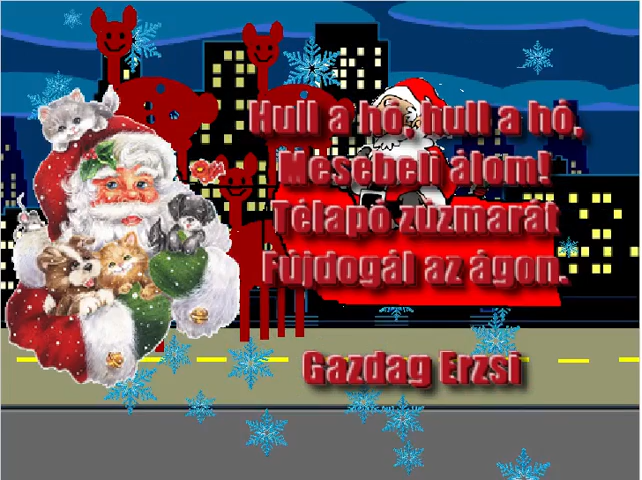 Hull a hó, hull a hó,
Mesebeli álom!
Télapó zúzmarát
Fújdogál az ágon.
Gazdag Erzsi